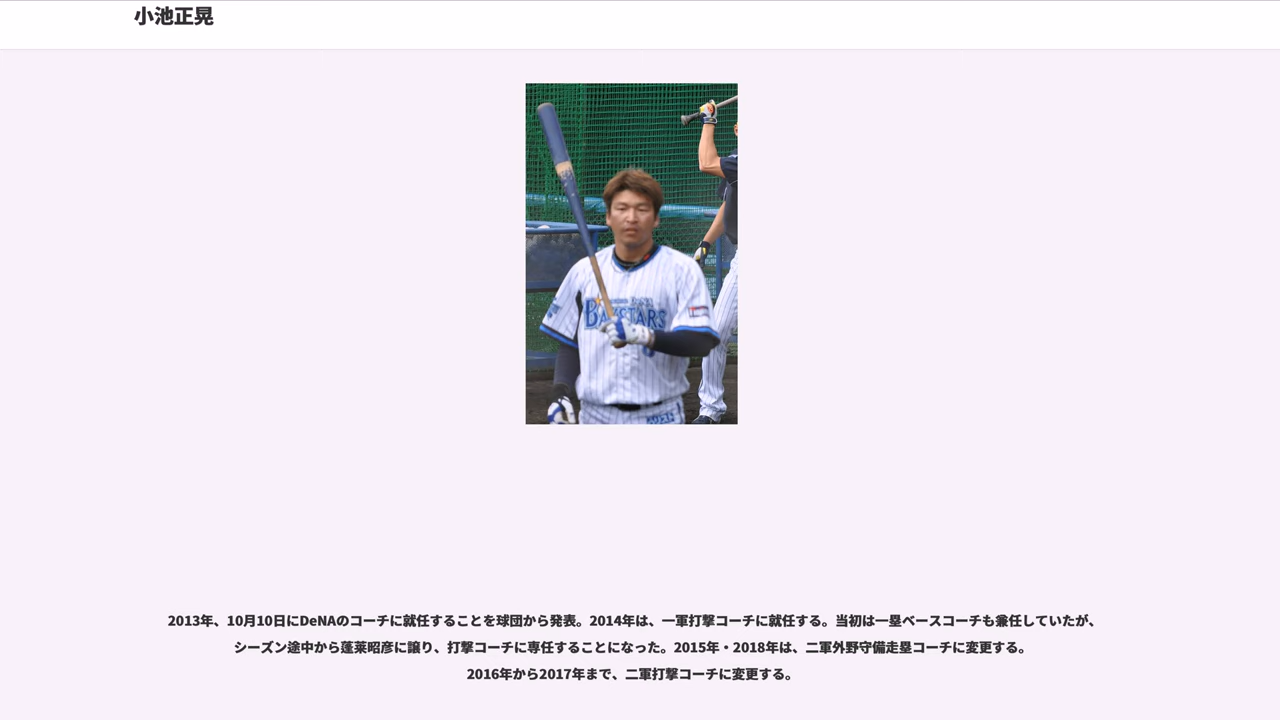 小池正晃
DeNA
BAYSTARS
2013年、10月10日にDeNAのコーチに就任することを球団から発表。2014年は、一軍打撃コーチに就任する。当初は一塁ベースコーチも兼任していたが、
シーズン途中から蓬莱昭彦に譲り、打撃コーチに専任することになった。2015年・2018年は、二軍外野守備走塁コーチに変更する。
2016年から2017年まで、二軍打撃コーチに変更する。